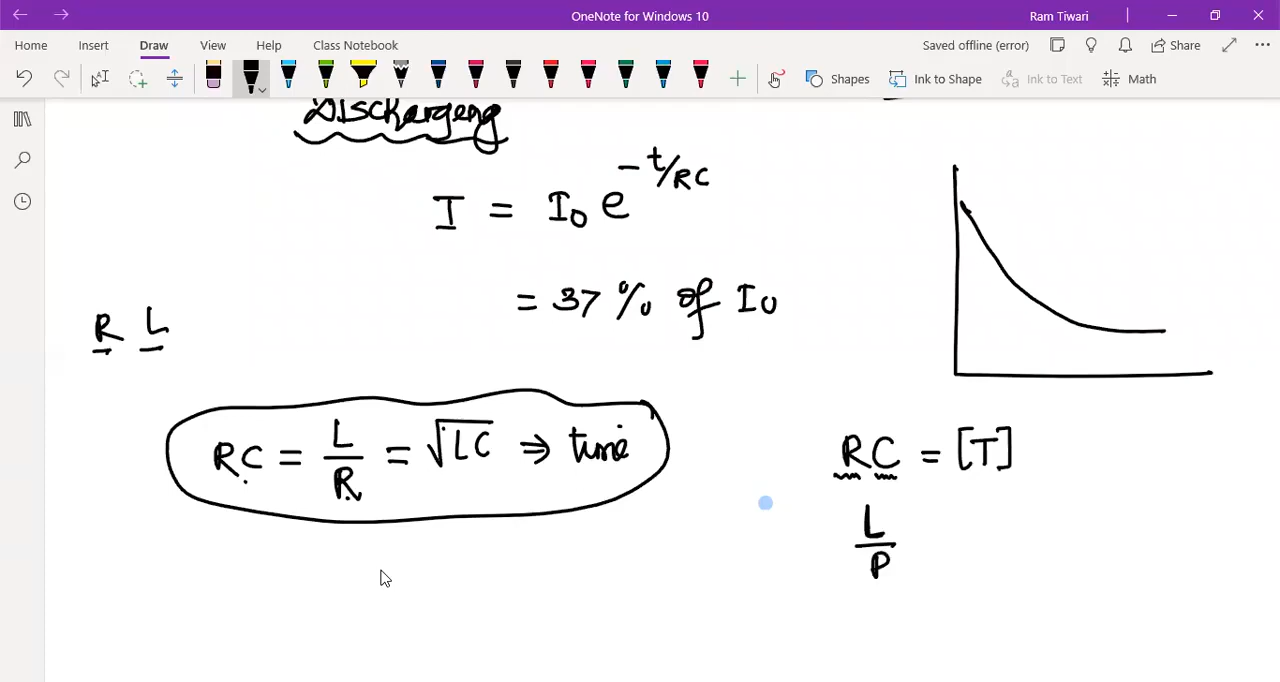 OneNote for Windows 10
Ram Tiwari
Home Insert Draw View Help Class Notebook
Saved offline (error)
Share
Shapes
Ink to Shape
Ink to Text
Math
Dischargeng
I = I₀ e^{-t/RC}
= 37 % of I₀
R L
RC = L/R = √LC ⇒ time
RC = [T]
L/P